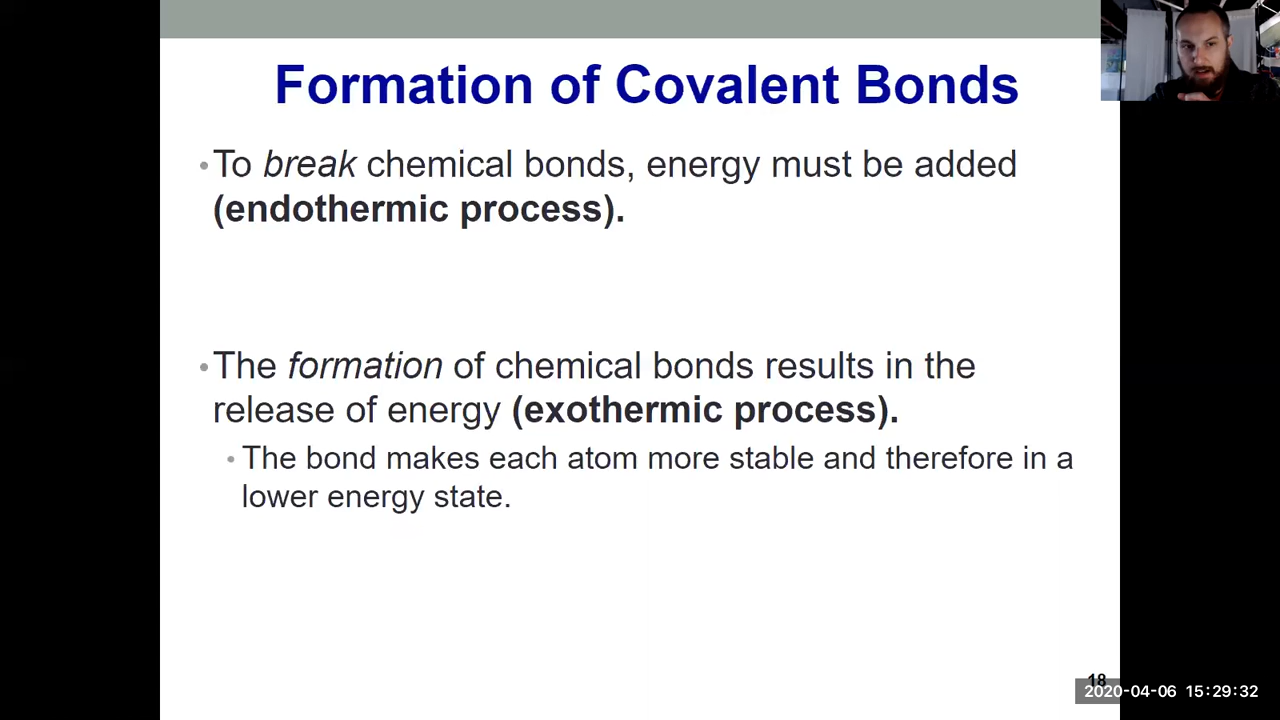 Formation of Covalent Bonds
•To break chemical bonds, energy must be added
(endothermic process).
•The formation of chemical bonds results in the
release of energy (exothermic process).
•The bond makes each atom more stable and therefore in a
lower energy state.
18
2020-04-06 15:29:32